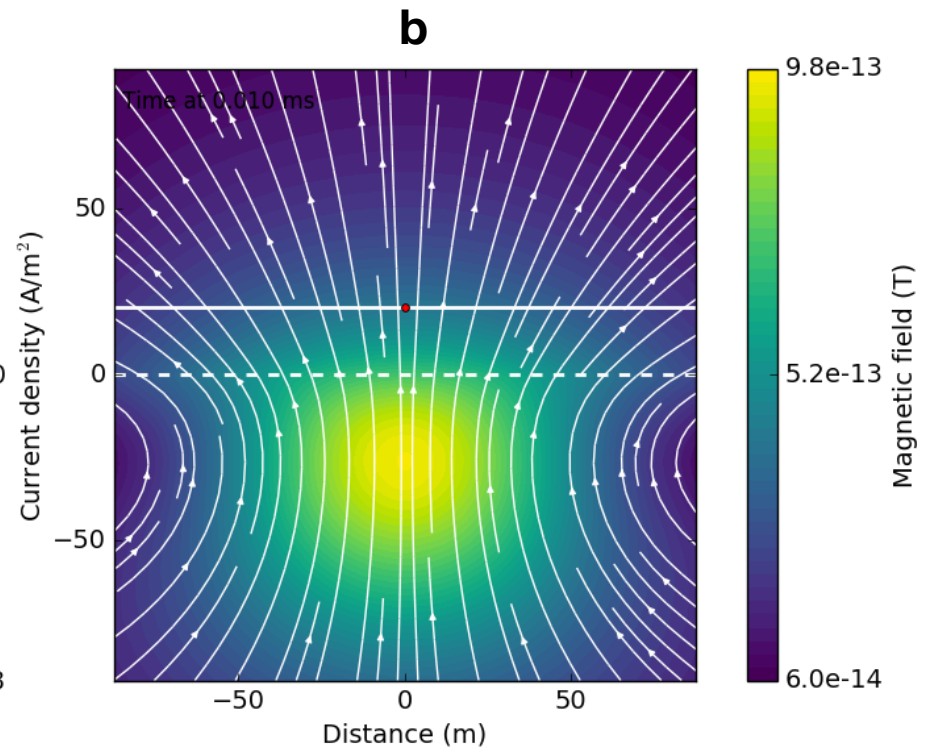 b
Time at 0.010 ms
9.8e-13
50
0
5.2e-13
−50
6.0e-14
−50
0
50
Distance (m)
Current density (A/m²)
Magnetic field (T)